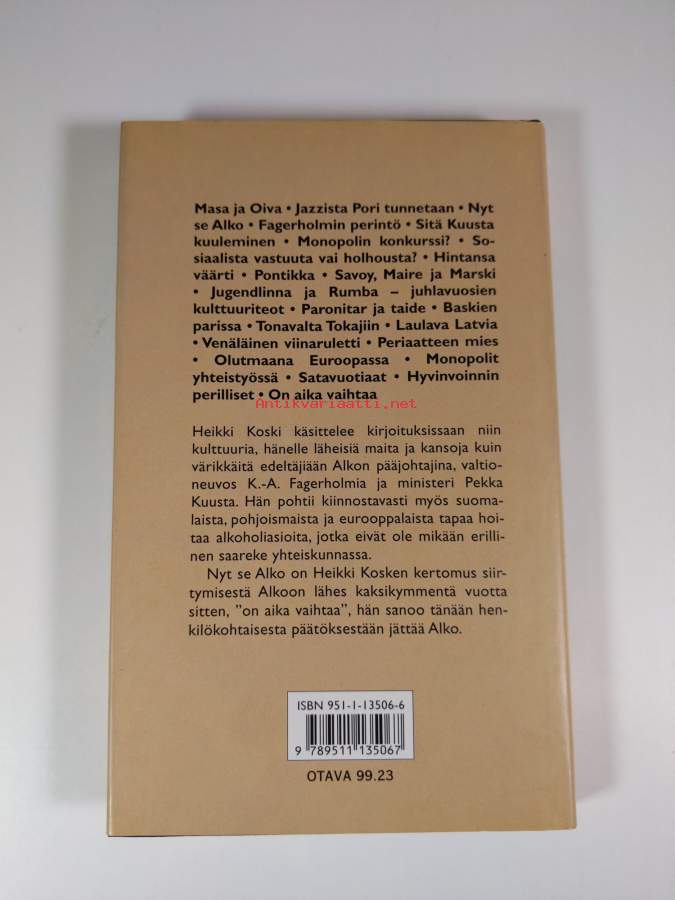 Masa ja Oiva • Jazzista Pori tunnetaan • Nyt
se Alko • Fagerholmin perintö • Sitä Kuusta
kuuleminen • Monopolin konkurssi? • So-
siaalista vastuuta vai holhousta? • Hintansa
väärti • Pontikka • Savoy, Maire ja Marski
• Jugendlinna ja Rumba – juhlavuosien
kulttuuriteot • Paronitar ja taide • Baskien
parissa • Tonavalta Tokajiin • Laulava Latvia
• Venäläinen viinaruletti • Periaatteen mies
• Olutmaana Euroopassa • Monopolit
yhteistyössä • Satavuotiaat • Hyvinvoinnin
perilliset • On aika vaihtaa
Antikvariaatti.net
Heikki Koski käsittelee kirjoituksissaan niin
kulttuuria, hänelle läheisiä maita ja kansoja kuin
värikkäitä edeltäjiään Alkon pääjohtajina, valtio-
neuvos K.-A. Fagerholmia ja ministeri Pekka
Kuusta. Hän pohtii kiinnostavasti myös suoma-
laista, pohjoismaista ja eurooppalaista tapaa hoi-
taa alkoholiasioita, jotka eivät ole mikään erilli-
nen saareke yhteiskunnassa.
Nyt se Alko on Heikki Kosken kertomus siir-
tymisestä Alkoon lähes kaksikymmentä vuotta
sitten, ”on aika vaihtaa”, hän sanoo tänään hen-
kilökohtaisesta päätöksestään jättää Alko.
ISBN 951-1-13506-6
9 789511 135067
OTAVA 99.23